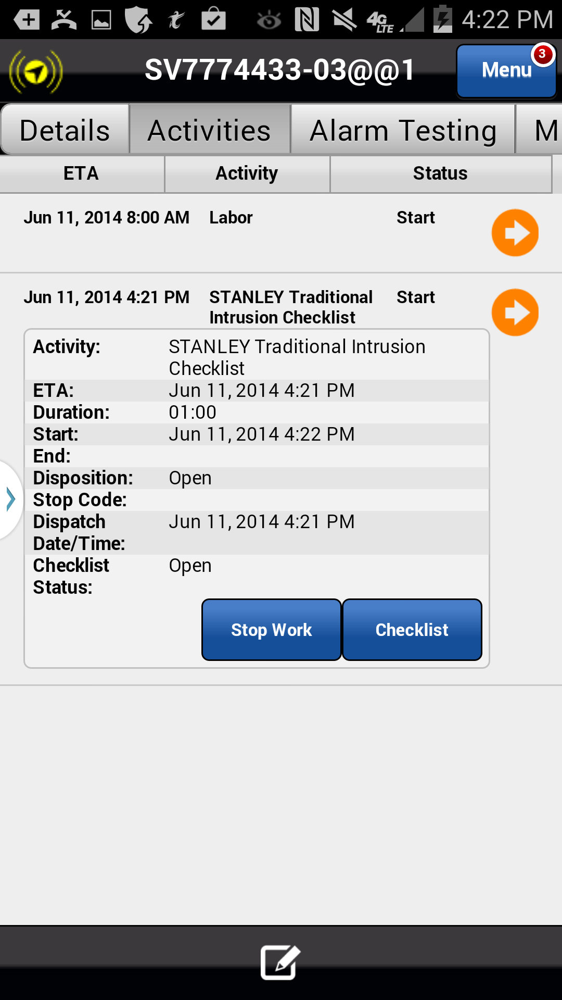 4G LTE 4:22 PM
SV7774433-03@@1 Menu 3
Details Activities Alarm Testing M
ETA Activity Status
Jun 11, 2014 8:00 AM Labor Start
Jun 11, 2014 4:21 PM STANLEY Traditional Start
Intrusion Checklist
Activity: STANLEY Traditional Intrusion
Checklist
ETA: Jun 11, 2014 4:21 PM
Duration: 01:00
Start: Jun 11, 2014 4:22 PM
End:
Disposition: Open
Stop Code:
Dispatch Jun 11, 2014 4:21 PM
Date/Time:
Checklist Open
Status:
Stop Work Checklist